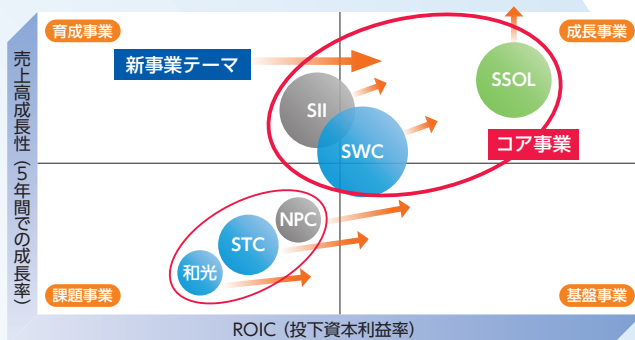 育成事業
成長事業
新事業テーマ
SSOL
SII
SWC
コア事業
NPC
STC
和光
課題事業
基盤事業
売上高成長性（5年間での成長率）
ROIC（投下資本利益率）